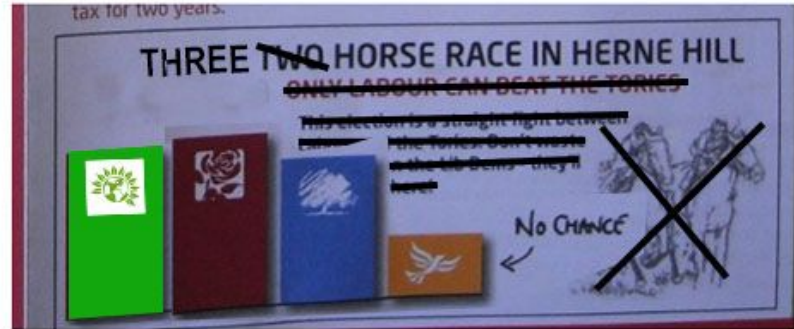 tax for two years.
THREE TWO HORSE RACE IN HERNE HILL
ONLY LABOUR CAN BEAT THE TORIES
This election is a straight fight between
the Tories. Don't waste
the Lib Dems - they'll
here!
No CHANCE